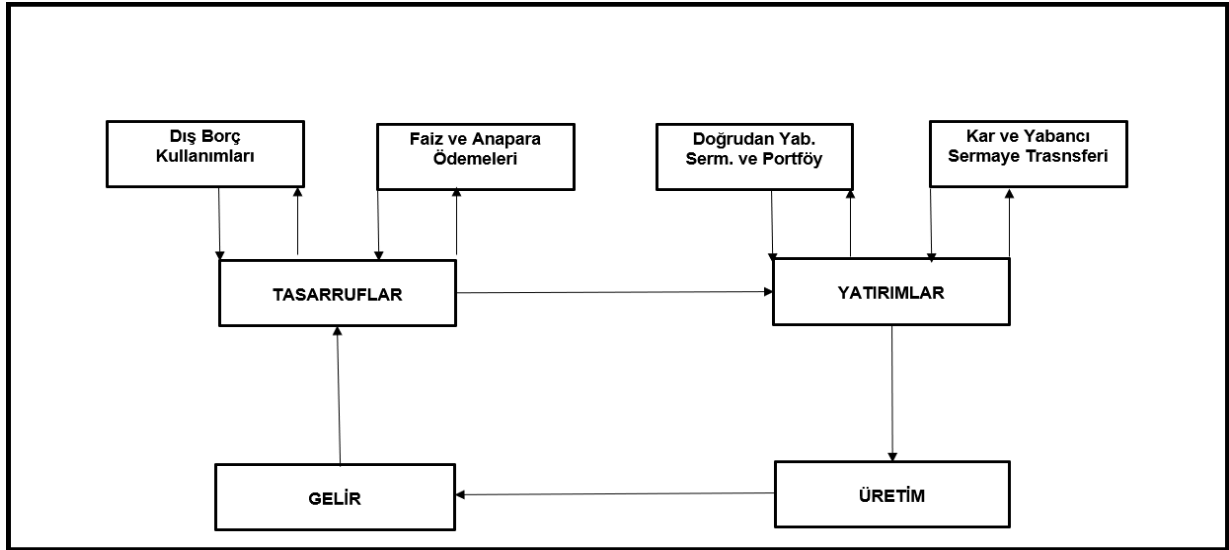 Dış Borç
Kullanımları
Faiz ve Anapara
Ödemeleri
Doğrudan Yab.
Serm. ve Portföy
Kar ve Yabancı
Sermaye Trasnsferi
TASARRUFLAR
YATIRIMLAR
GELİR
ÜRETİM